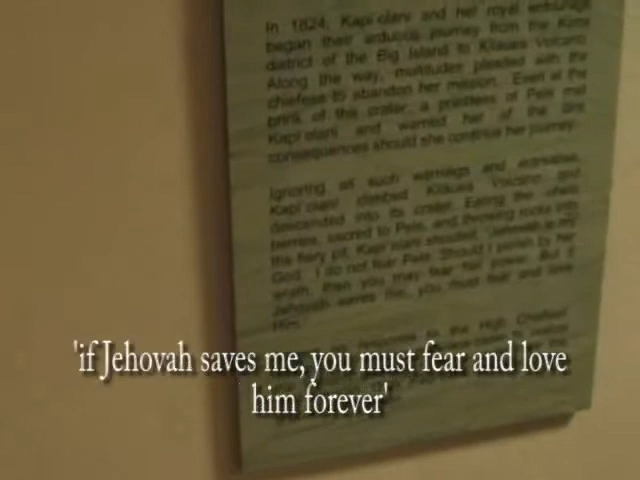 In 1824, Kapi'olani and her royal entourage
began their arduous journey from the Kona
district of the Big Island to Kilauea Volcano.
Along the way, multitudes pleaded with the
chiefess to abandon her mission. Even at the
brink of the crater, a priestess of Pele met
Kapi'olani and warned her of the dire
consequences should she continue her journey.
Ignoring all such warnings and
Kapi'olani climbed Kilauea Volcano and
descended into its crater. Eating the ohelo
berries, sacred to Pele, and throwing rocks into
the fiery pit, Kapi'olani shouted, "Jehovah is my
God. I do not fear Pele. Should I perish by her
wrath, then you may fear her power. But if
Jehovah saves me, you must fear and love
Him."
to the High Chiefess'
'if Jehovah saves me, you must fear and love
him forever'